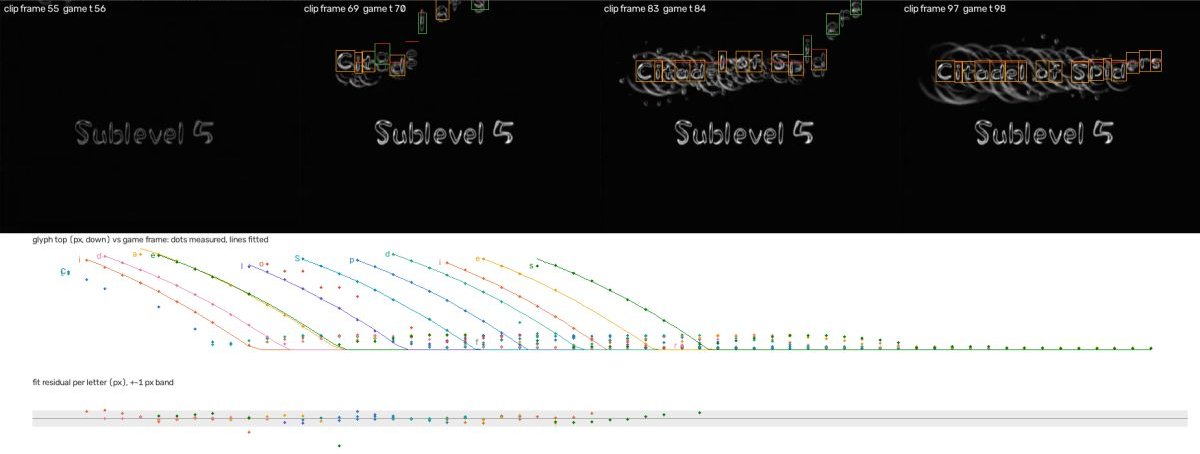 clip frame 55 game t 56
clip frame 69 game t 70
clip frame 83 game t 84
clip frame 97 game t 98
Citadel of Spiders
Sublevel 5
Sublevel 5
Sublevel 5
Sublevel 5
glyph top (px, down) vs game frame: dots measured, lines fitted
C i d a e l o S p d i e s
f r
fit residual per letter (px), +-1 px band